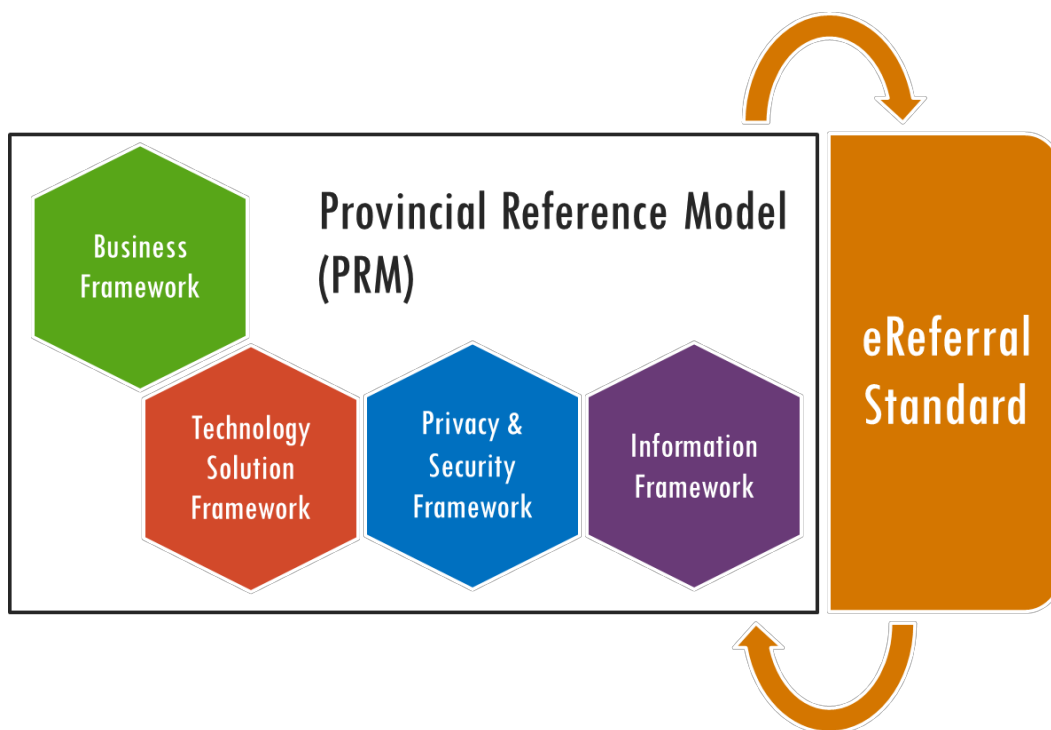 Provincial Reference Model
(PRM)
Business
Framework
Technology
Solution
Framework
Privacy &
Security
Framework
Information
Framework
eReferral
Standard